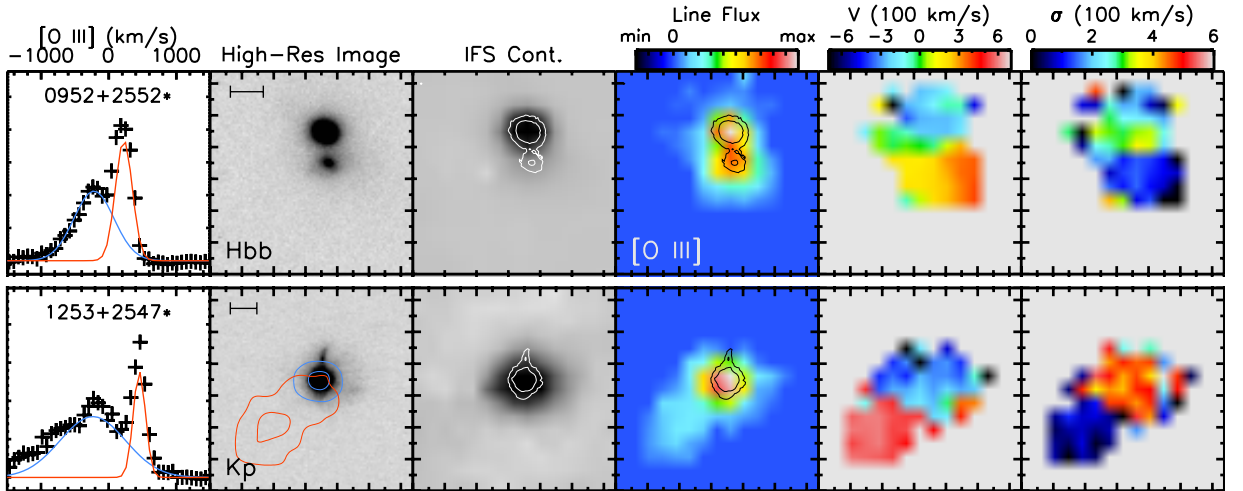 [O III] (km/s)
-1000 0 1000
High-Res Image
IFS Cont.
Line Flux
min 0 max
V (100 km/s)
-6 -3 0 3 6
σ (100 km/s)
0 2 4 6
0952+2552*
Hbb
[O III]
1253+2547*
Kp